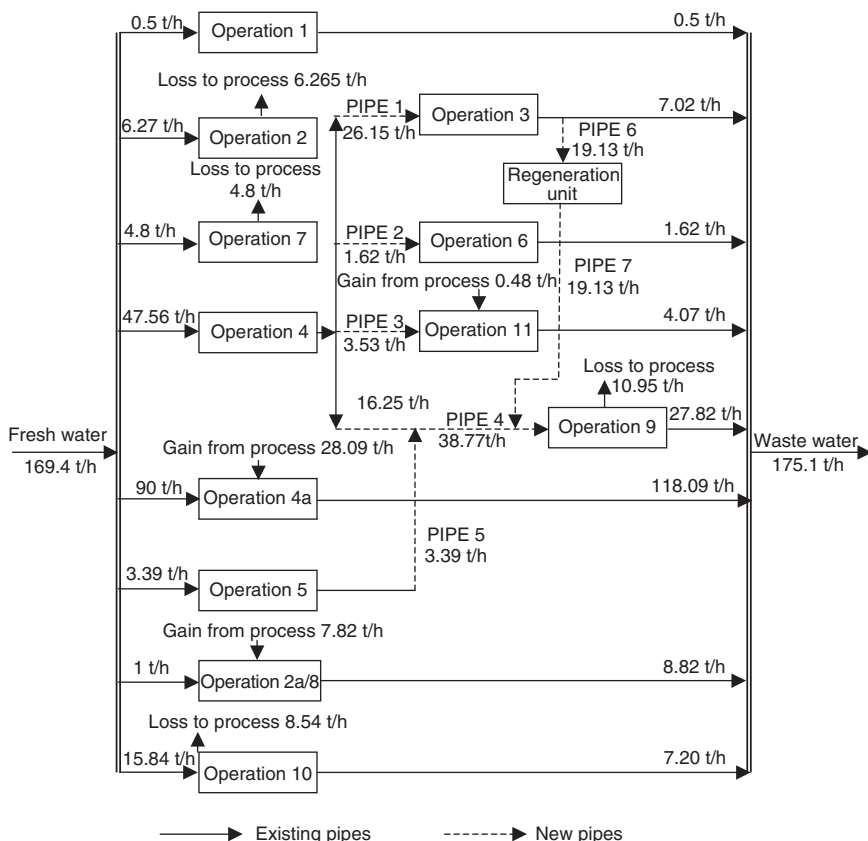 0.5 t/h
Operation 1
0.5 t/h
Loss to process 6.265 t/h
6.27 t/h
Operation 2
PIPE 1
26.15 t/h
Operation 3
7.02 t/h
PIPE 6
19.13 t/h
Regeneration
unit
Loss to process
4.8 t/h
4.8 t/h
Operation 7
PIPE 2
1.62 t/h
Operation 6
1.62 t/h
PIPE 7
19.13 t/h
Gain from process 0.48 t/h
47.56 t/h
Operation 4
PIPE 3
3.53 t/h
Operation 11
4.07 t/h
Loss to process
10.95 t/h
16.25 t/h
PIPE 4
38.77t/h
Operation 9
27.82 t/h
Fresh water
169.4 t/h
Waste water
175.1 t/h
Gain from process 28.09 t/h
90 t/h
Operation 4a
118.09 t/h
PIPE 5
3.39 t/h
3.39 t/h
Operation 5
Gain from process 7.82 t/h
1 t/h
Operation 2a/8
8.82 t/h
Loss to process 8.54 t/h
15.84 t/h
Operation 10
7.20 t/h
Existing pipes
New pipes